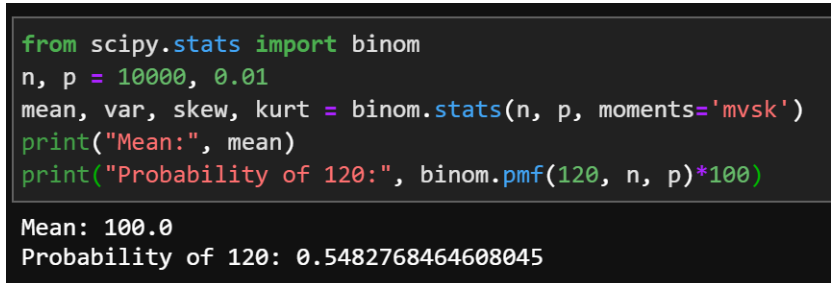 from scipy.stats import binom
n, p = 10000, 0.01
mean, var, skew, kurt = binom.stats(n, p, moments='mvsk')
print("Mean:", mean)
print("Probability of 120:", binom.pmf(120, n, p)*100)
Mean: 100.0
Probability of 120: 0.5482768464608045